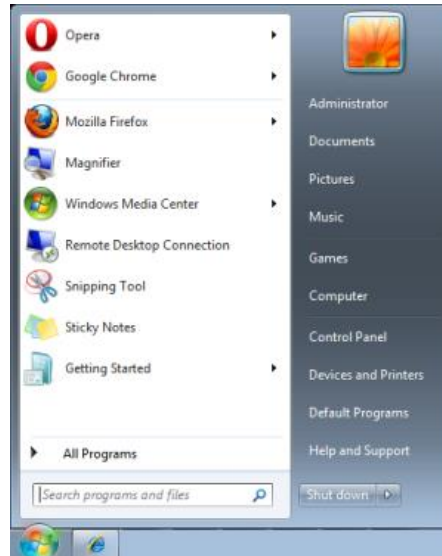 Opera
Google Chrome
Mozilla Firefox
Magnifier
Windows Media Center
Remote Desktop Connection
Snipping Tool
Sticky Notes
Getting Started
All Programs
Search programs and files
Administrator
Documents
Pictures
Music
Games
Computer
Control Panel
Devices and Printers
Default Programs
Help and Support
Shut down